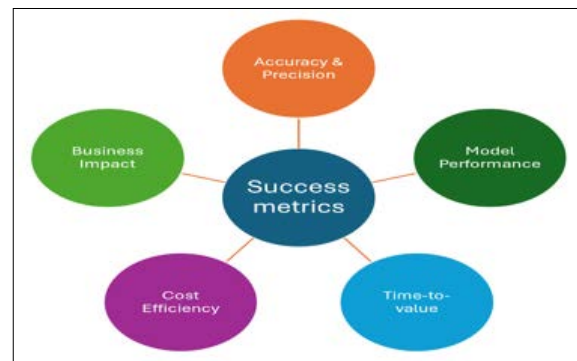 Accuracy &
Precision
Business
Impact
Model
Performance
Success
metrics
Cost
Efficiency
Time-to-
value